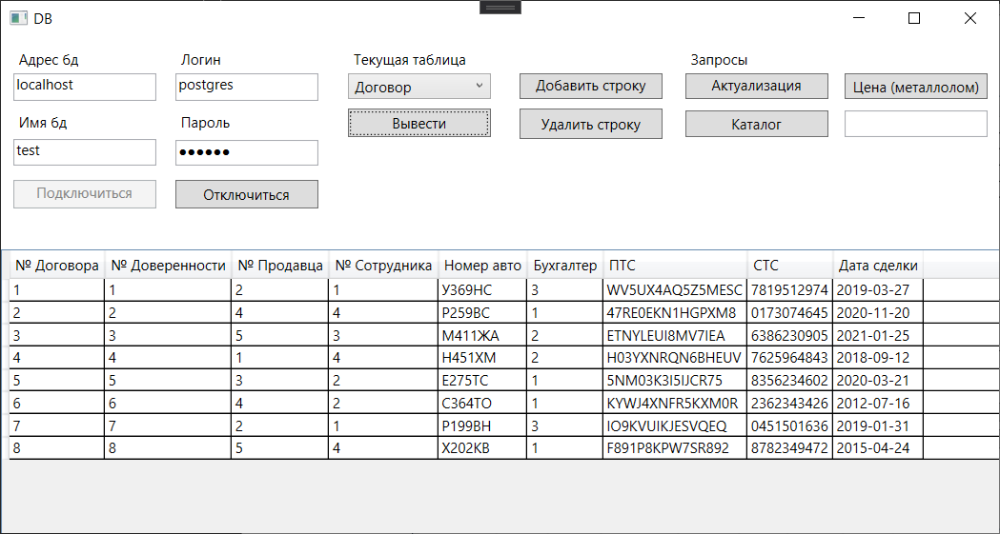 DB
Адрес бд Логин Текущая таблица Запросы
localhost postgres Договор Добавить строку Актуализация Цена (металлолом)
Имя бд Пароль Вывести Удалить строку Каталог
test ●●●●●●
Подключиться Отключиться
№ Договора № Доверенности № Продавца № Сотрудника Номер авто Бухгалтер ПТС СТС Дата сделки
1 1 2 1 У369НС 3 WV5UX4AQ5Z5MESC 7819512974 2019-03-27
2 2 4 4 Р259ВС 1 47RE0EKN1HGPXM8 0173074645 2020-11-20
3 3 5 3 М411ЖА 2 ETNYLEUI8MV7IEA 6386230905 2021-01-25
4 4 1 4 Н451ХМ 2 H03YXNRQN6BHEUV 7625964843 2018-09-12
5 5 3 2 Е275ТС 1 5NM03K3I5IJCR75 8356234602 2020-03-21
6 6 4 2 С364ТО 1 KYWJ4XNFR5KXM0R 2362343426 2012-07-16
7 7 2 1 Р199ВН 3 IO9KVUIKJESVQEQ 0451501636 2019-01-31
8 8 5 4 Х202КВ 1 F891P8KPW7SR892 8782349472 2015-04-24